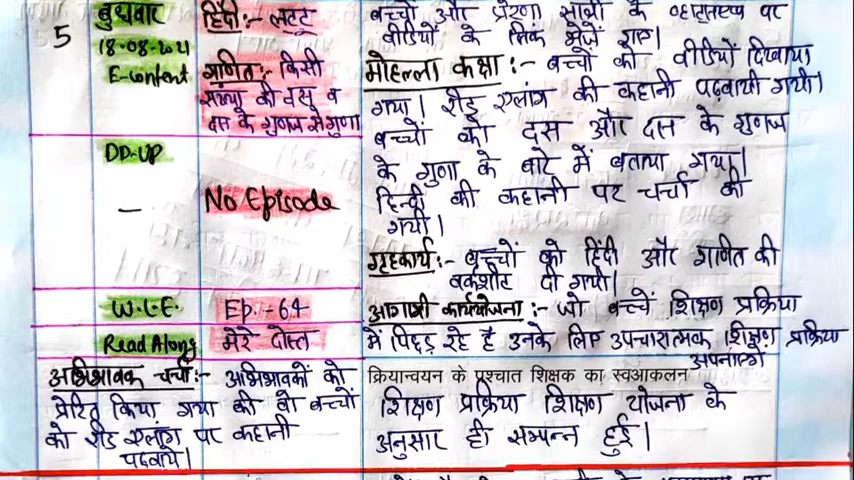 5
बुधवार
18-08-2021
E-content
हिंदी:- लट्टू
गणित:- किसी
संख्या की दस व
दस के गुणज से गुणा
DD-UP
—
No Episode
W.L.E.
Ep.-64
Read Along
मेरे दोस्त
बच्चों और प्रेरणा साथी के व्हाट्सएप पर
वीडियों के लिंक भेजे गए।
मोहल्ला कक्षा:- बच्चों को वीडियों दिखाया
गया। रीड एलांग की कहानी पढ़वायी गयी।
बच्चों को दस और दस के गुणज
के गुणा के बारे में बताया गया।
हिन्दी की कहानी पर चर्चा की
गयी।
गृहकार्य:- बच्चों को हिंदी और गणित की
वर्कशीट दी गयी।
आगामी कार्ययोजना:- जो बच्चें शिक्षण प्रक्रिया
में पिछड़ रहे है उनके लिए उपचारात्मक शिक्षण प्रक्रिया
अपनाना
अभिभावक चर्चा:- अभिभावकों को
प्रेरित किया गया की वो बच्चों
को रीड एलांग पर कहानी
पढ़वाये।
क्रियान्वयन के पश्चात शिक्षक का स्वआकलन
शिक्षण प्रक्रिया शिक्षण योजना के
अनुसार ही सम्पन्न हुई।